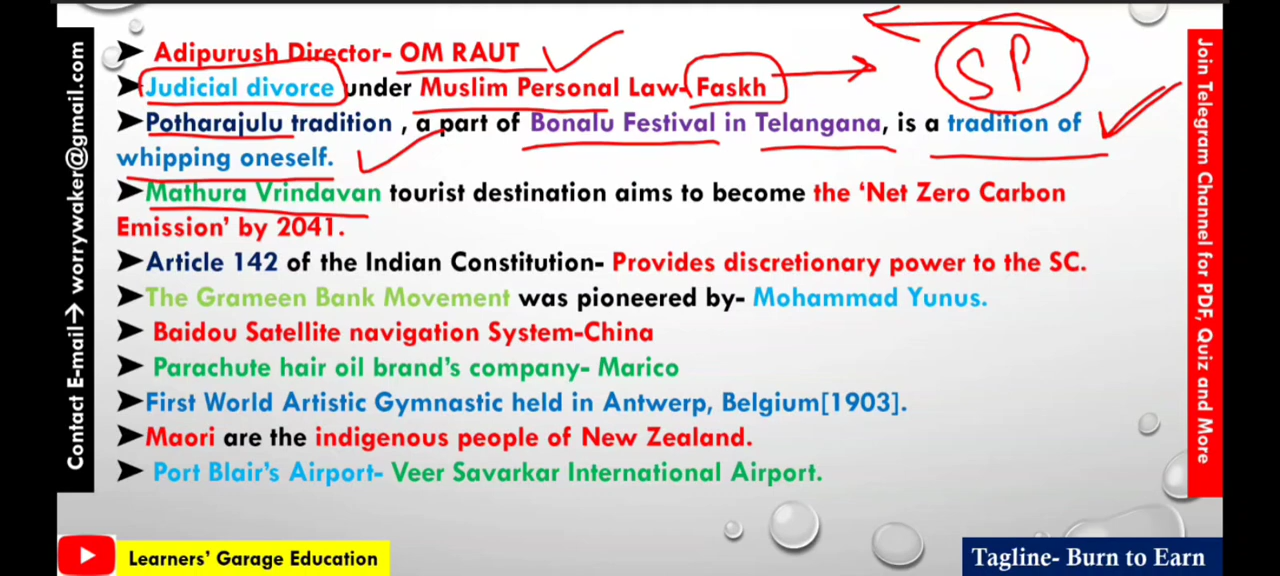 ➤ Adipurush Director- OM RAUT
➤Judicial divorce under Muslim Personal Law- Faskh
SP
➤Potharajulu tradition , a part of Bonalu Festival in Telangana, is a tradition of
whipping oneself.
➤Mathura Vrindavan tourist destination aims to become the ‘Net Zero Carbon
Emission’ by 2041.
➤Article 142 of the Indian Constitution- Provides discretionary power to the SC.
➤The Grameen Bank Movement was pioneered by- Mohammad Yunus.
➤ Baidou Satellite navigation System-China
➤ Parachute hair oil brand’s company- Marico
➤First World Artistic Gymnastic held in Antwerp, Belgium[1903].
➤Maori are the indigenous people of New Zealand.
➤ Port Blair’s Airport- Veer Savarkar International Airport.
Contact E-mail→ worrywaker@gmail.com
Join Telegram Channel for PDF, Quiz and More
Learners’ Garage Education
Tagline- Burn to Earn